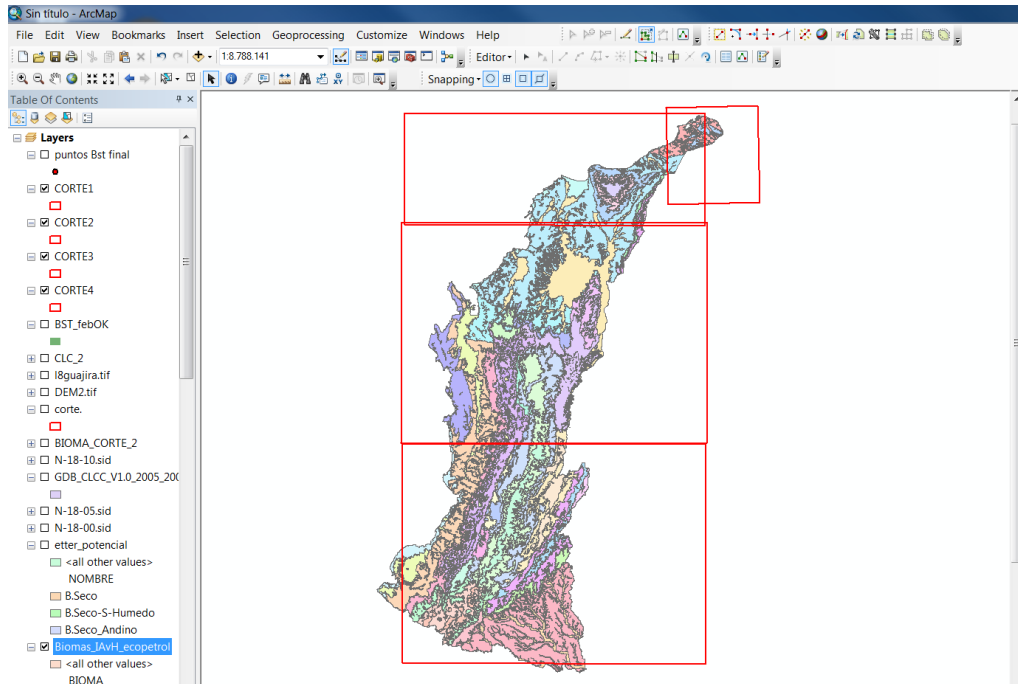 Sin título - ArcMap
File Edit View Bookmarks Insert Selection Geoprocessing Customize Windows Help
1:8.788.141
Editor
Snapping
Table Of Contents
Layers
puntos Bst final
CORTE1
CORTE2
CORTE3
CORTE4
BST_febOK
CLC_2
l8guajira.tif
DEM2.tif
corte.
BIOMA_CORTE_2
N-18-10.sid
GDB_CLCC_V1.0_2005_200
N-18-05.sid
N-18-00.sid
etter_potencial
<all other values>
NOMBRE
B.Seco
B.Seco-S-Humedo
B.Seco_Andino
Biomas_IAvH_ecopetrol
<all other values>
BIOMA